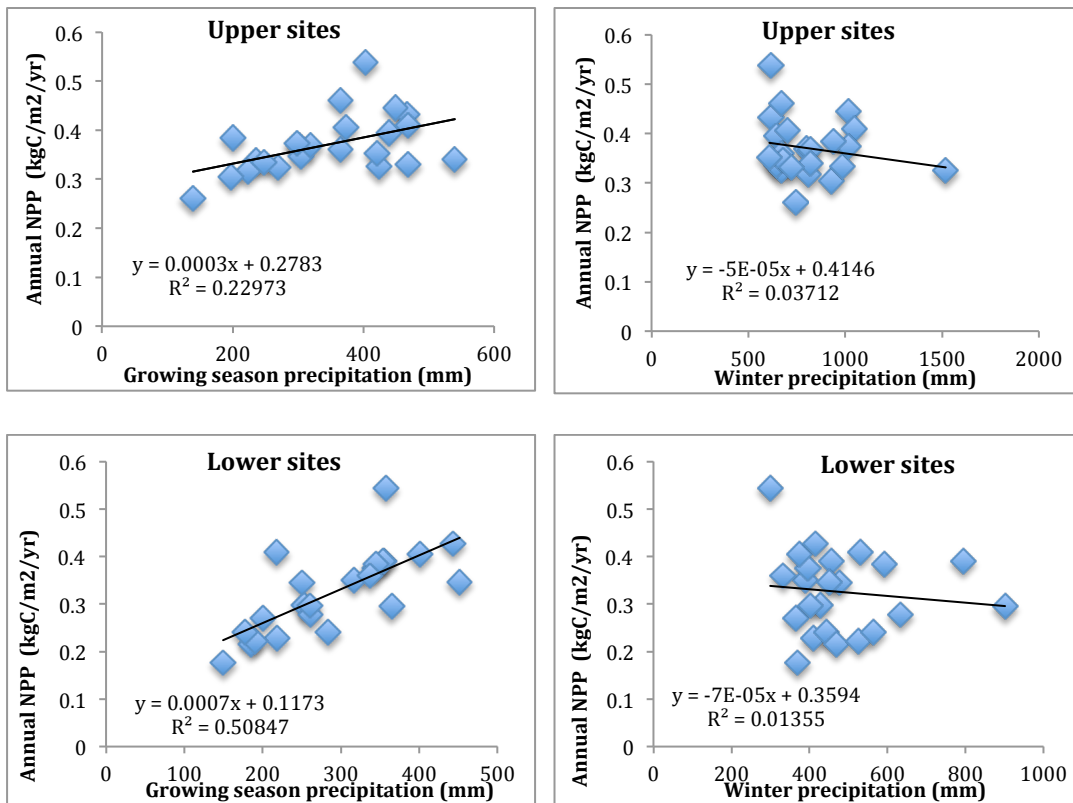 Upper sites
Annual NPP (kgC/m2/yr)
0.6
0.5
0.4
0.3
0.2
0.1
0
y = 0.0003x + 0.2783
R² = 0.22973
0
200
400
600
Growing season precipitation (mm)
Upper sites
Annual NPP (kgC/m2/yr)
0.6
0.5
0.4
0.3
0.2
0.1
0
y = -5E-05x + 0.4146
R² = 0.03712
0
500
1000
1500
2000
Winter precipitation (mm)
Lower sites
Annual NPP (kgC/m2/yr)
0.6
0.5
0.4
0.3
0.2
0.1
0
y = 0.0007x + 0.1173
R² = 0.50847
0
100
200
300
400
500
Growing season precipitation (mm)
Lower sites
Annual NPP (kgC/m2/yr)
0.6
0.5
0.4
0.3
0.2
0.1
0
y = -7E-05x + 0.3594
R² = 0.01355
0
200
400
600
800
1000
Winter precipitation (mm)